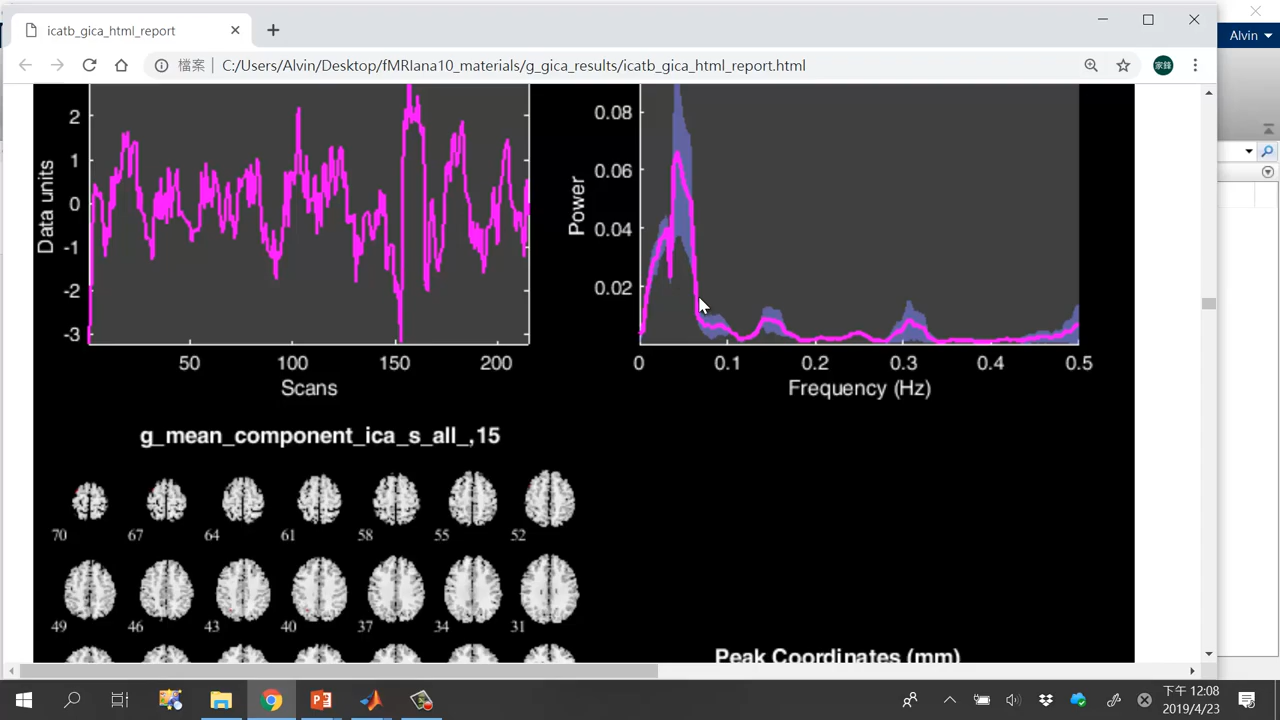 icatb_gica_html_report
Alvin
檔案
C:/Users/Alvin/Desktop/fMRIana10_materials/g_gica_results/icatb_gica_html_report.html
家鋒
2
1
0
-1
-2
-3
Data units
50
100
150
200
Scans
0.08
0.06
0.04
0.02
Power
0
0.1
0.2
0.3
0.4
0.5
Frequency (Hz)
g_mean_component_ica_s_all_,15
70
67
64
61
58
55
52
49
46
43
40
37
34
31
Peak Coordinates (mm)
下午 12:08
2019/4/23